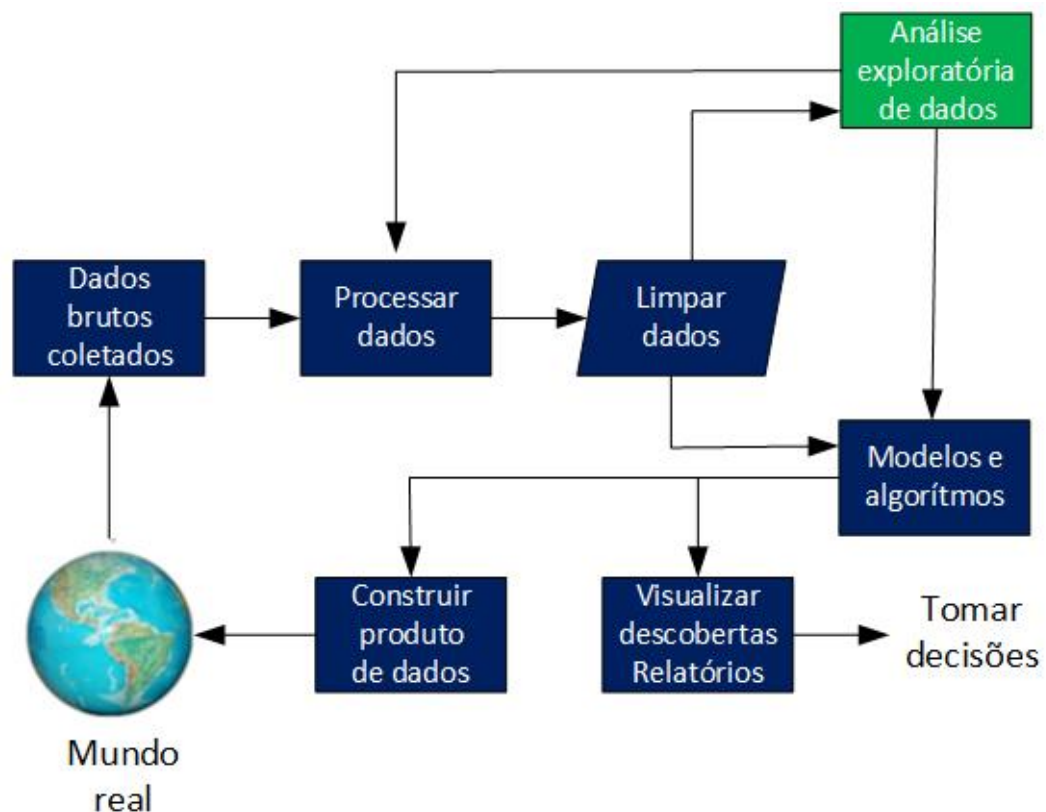 Análise
exploratória
de dados
Dados
brutos
coletados
Processar
dados
Limpar
dados
Modelos e
algorítmos
Construir
produto
de dados
Visualizar
descobertas
Relatórios
Tomar
decisões
Mundo
real